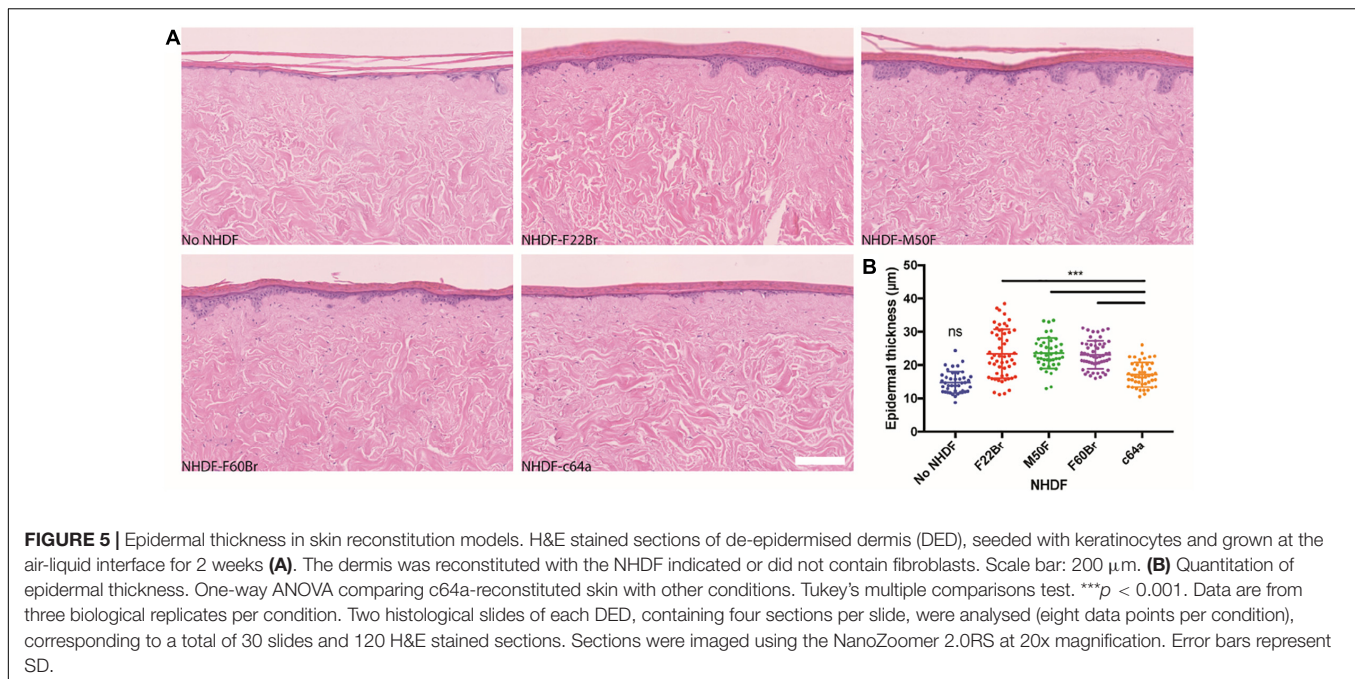 A
No NHDF
NHDF-F22Br
NHDF-M50F
NHDF-F60Br
NHDF-c64a
B
Epidermal thickness (µm)
50
40
30
20
10
0
ns
***
No NHDF
F22Br
M50F
F60Br
c64a
NHDF
FIGURE 5 | Epidermal thickness in skin reconstitution models. H&E stained sections of de-epidermised dermis (DED), seeded with keratinocytes and grown at the
air-liquid interface for 2 weeks (A). The dermis was reconstituted with the NHDF indicated or did not contain fibroblasts. Scale bar: 200 µm. (B) Quantitation of
epidermal thickness. One-way ANOVA comparing c64a-reconstituted skin with other conditions. Tukey's multiple comparisons test. ***p < 0.001. Data are from
three biological replicates per condition. Two histological slides of each DED, containing four sections per slide, were analysed (eight data points per condition),
corresponding to a total of 30 slides and 120 H&E stained sections. Sections were imaged using the NanoZoomer 2.0RS at 20x magnification. Error bars represent
SD.